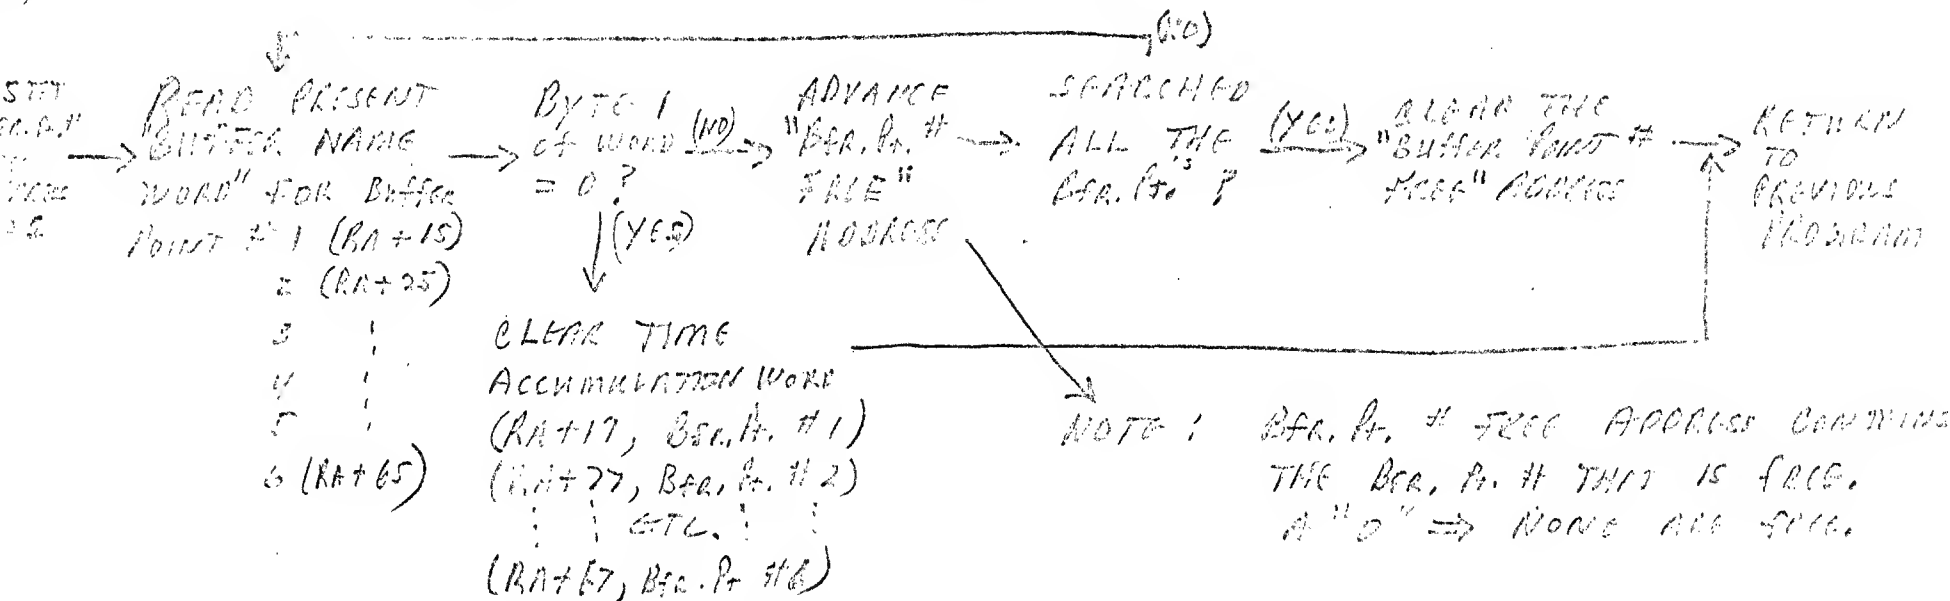 (NO)
READ PRESENT
"BUFFER NAME
WORD" FOR BUFFER
POINT # 1 (RA+15)
2 (RA+25)
3
4
5
6 (RA+65)
BYTE 1
of WORD
= 0 ?
(NO)
(YES)
CLEAR TIME
ACCUMULATION WORD
(RA+17, BFR. Pt. #1)
(RA+27, BFR. Pt. #2)
ETC.
(RA+67, BFR. Pt #6)
ADVANCE
"BFR. Pt. #
FREE"
ADDRESS
SEARCHED
ALL THE
BFR. Pt.'s ?
(YES)
CLEAR THE
"BUFFER POINT #
FREE" ADDRESS
RETURN
TO
PREVIOUS
PROGRAM
NOTE: BFR. Pt. # FREE ADDRESS CONTAINS
THE BFR. Pt. # THAT IS FREE.
A "0" ⇒ NONE ARE FREE.